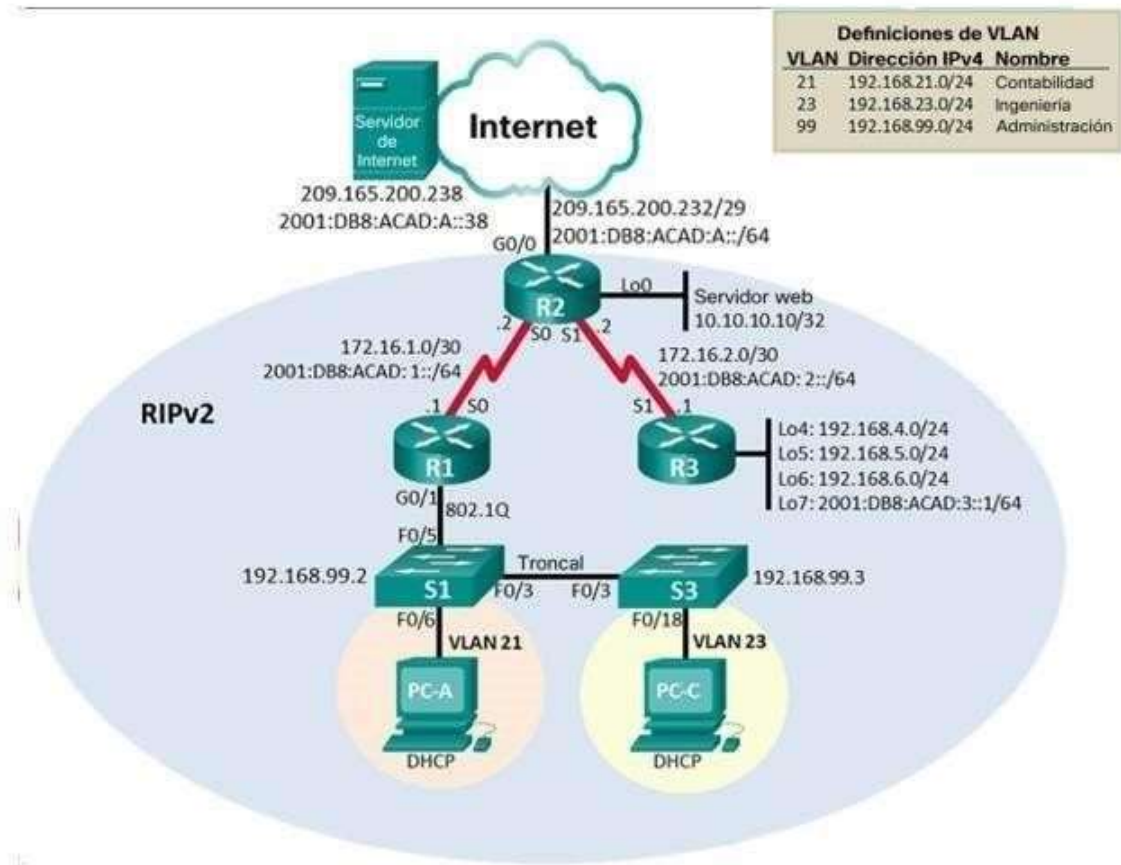 Definiciones de VLAN
VLAN Dirección IPv4 Nombre
21 192.168.21.0/24 Contabilidad
23 192.168.23.0/24 Ingeniería
99 192.168.99.0/24 Administración
Servidor
de
Internet
Internet
209.165.200.238
2001:DB8:ACAD:A::38
209.165.200.232/29
2001:DB8:ACAD:A::/64
G0/0
R2
Lo0
Servidor web
10.10.10.10/32
.2
S0
S1
.2
172.16.1.0/30
2001:DB8:ACAD: 1::/64
172.16.2.0/30
2001:DB8:ACAD: 2::/64
RIPv2
.1
S0
S1
.1
R1
R3
Lo4: 192.168.4.0/24
Lo5: 192.168.5.0/24
Lo6: 192.168.6.0/24
Lo7: 2001:DB8:ACAD:3::1/64
G0/1
802.1Q
F0/5
Troncal
192.168.99.2
S1
F0/3
F0/3
S3
192.168.99.3
F0/6
F0/18
VLAN 21
VLAN 23
PC-A
PC-C
DHCP
DHCP